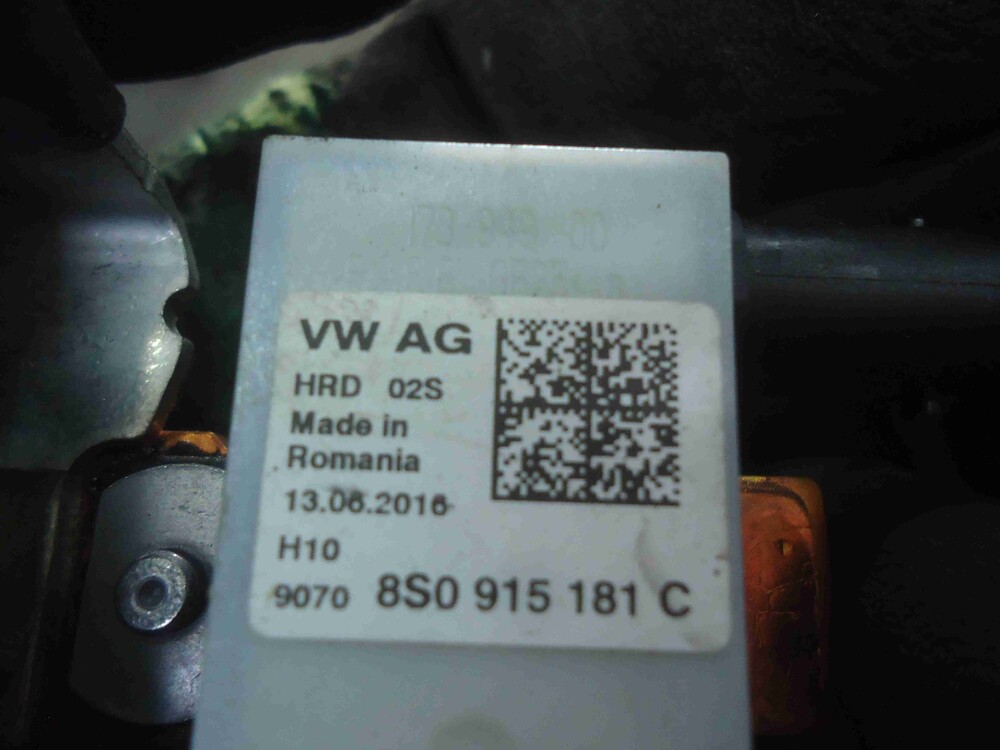 VW AG
HRD 02S
Made in
Romania
13.06.2016
H10
9070 8S0 915 181 C